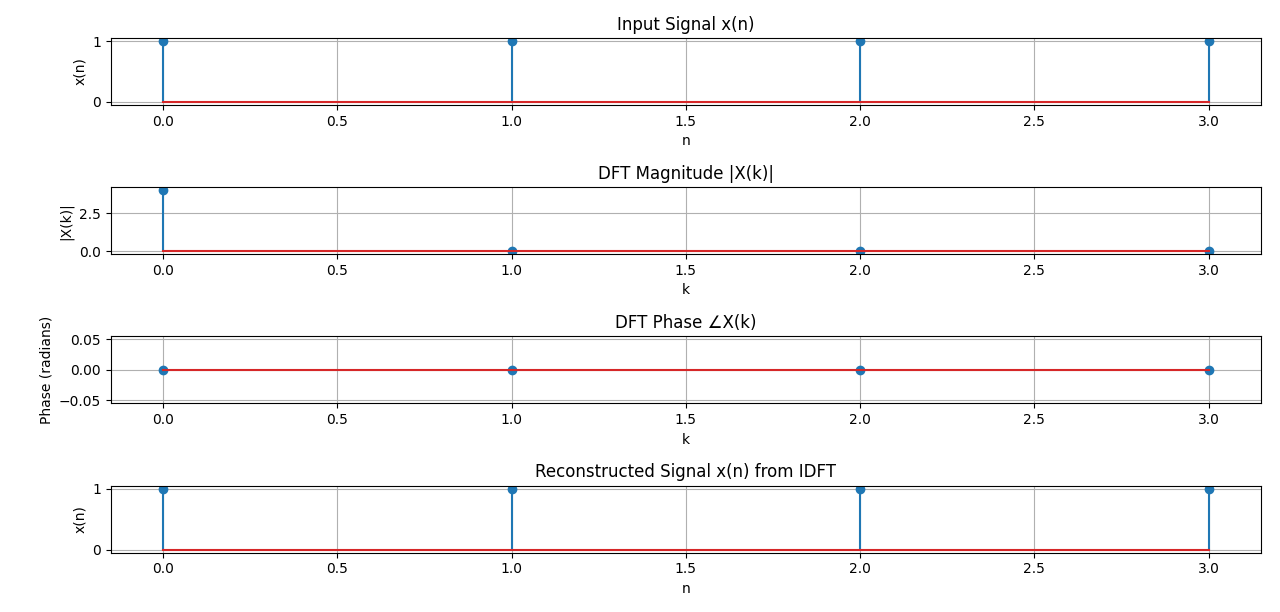 Input Signal x(n)
x(n)
1
0
0.0 0.5 1.0 1.5 2.0 2.5 3.0
n
DFT Magnitude |X(k)|
|X(k)|
2.5
0.0
0.0 0.5 1.0 1.5 2.0 2.5 3.0
k
DFT Phase ∠X(k)
Phase (radians)
0.05
0.00
−0.05
0.0 0.5 1.0 1.5 2.0 2.5 3.0
k
Reconstructed Signal x(n) from IDFT
x(n)
1
0
0.0 0.5 1.0 1.5 2.0 2.5 3.0
n